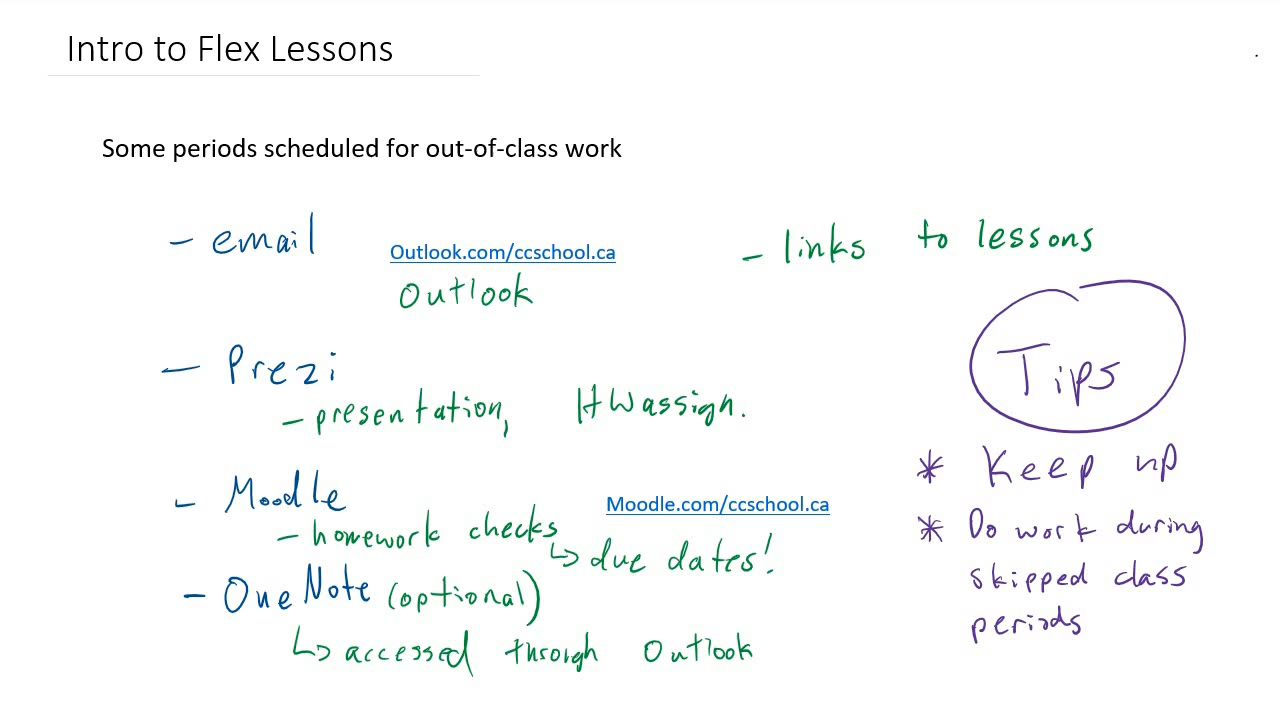 Intro to Flex Lessons
Some periods scheduled for out-of-class work
- email Outlook.com/ccschool.ca - links to lessons
Outlook
- Prezi
- presentation, HW assign.
- Moodle Moodle.com/ccschool.ca
- homework checks
↳ due dates!
- OneNote (optional)
↳ accessed through Outlook
Tips
* Keep up
* Do work during
skipped class
periods